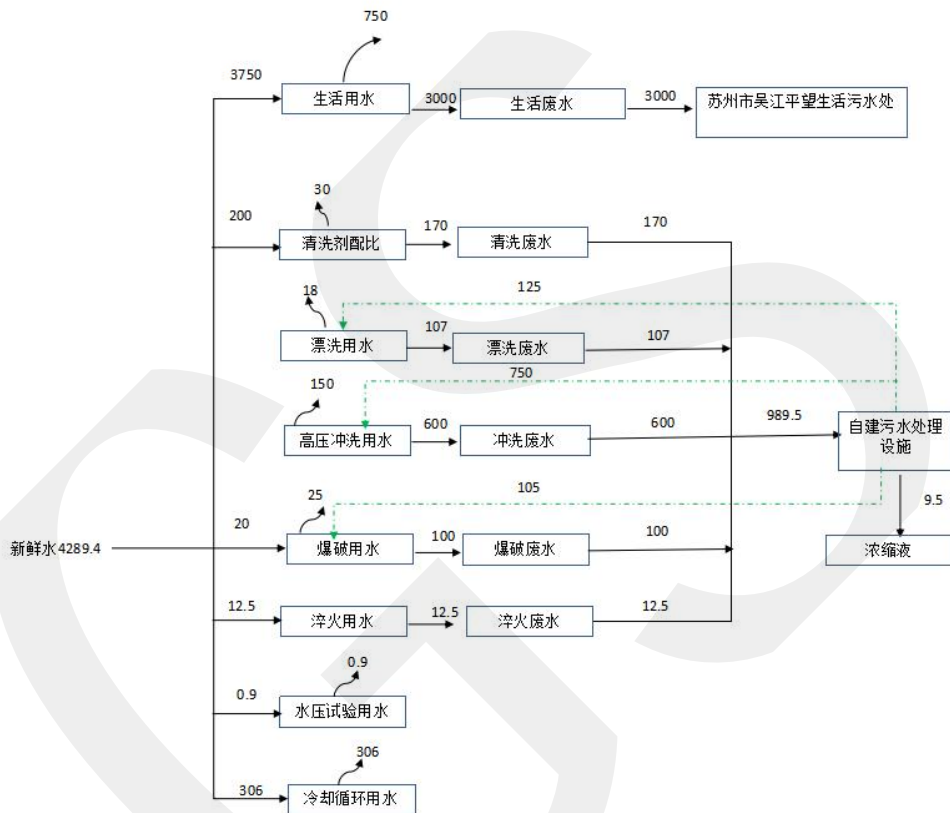 750
3750
生活用水
3000
生活废水
3000
苏州市吴江平望生活污水处
30
200
清洗剂配比
170
清洗废水
170
18
125
漂洗用水
107
漂洗废水
107
150
750
高压冲洗用水
600
冲洗废水
600
989.5
自建污水处理
设施
25
105
9.5
新鲜水4289.4
20
爆破用水
100
爆破废水
100
浓缩液
12.5
淬火用水
12.5
淬火废水
12.5
0.9
0.9
水压试验用水
306
306
冷却循环用水